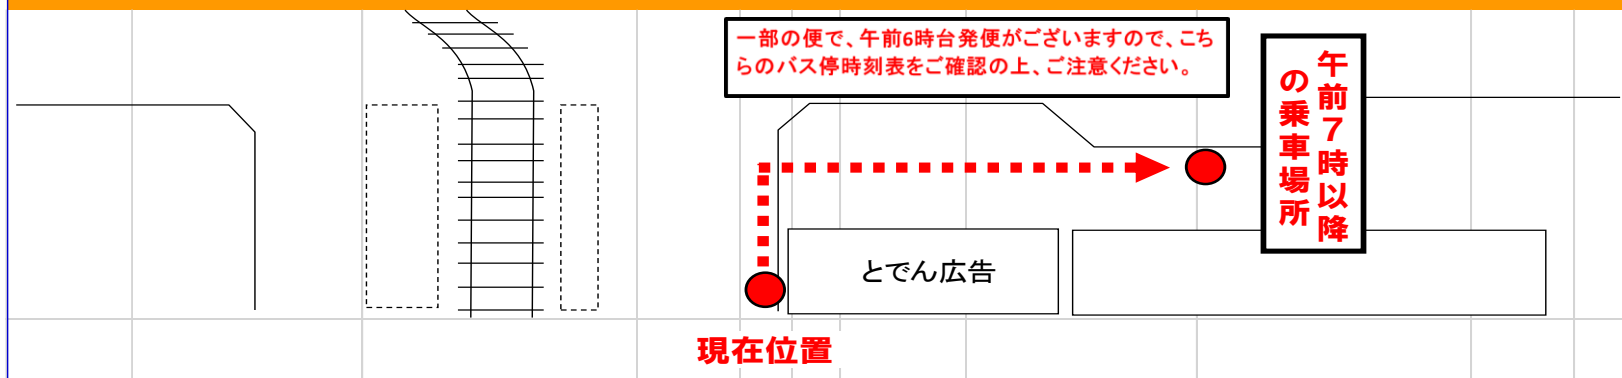 一部の便で、午前6時台発便がございますので、こち
らのバス停時刻表をご確認の上、ご注意ください。
午前7時以降
の乗車場所
とでん広告
現在位置